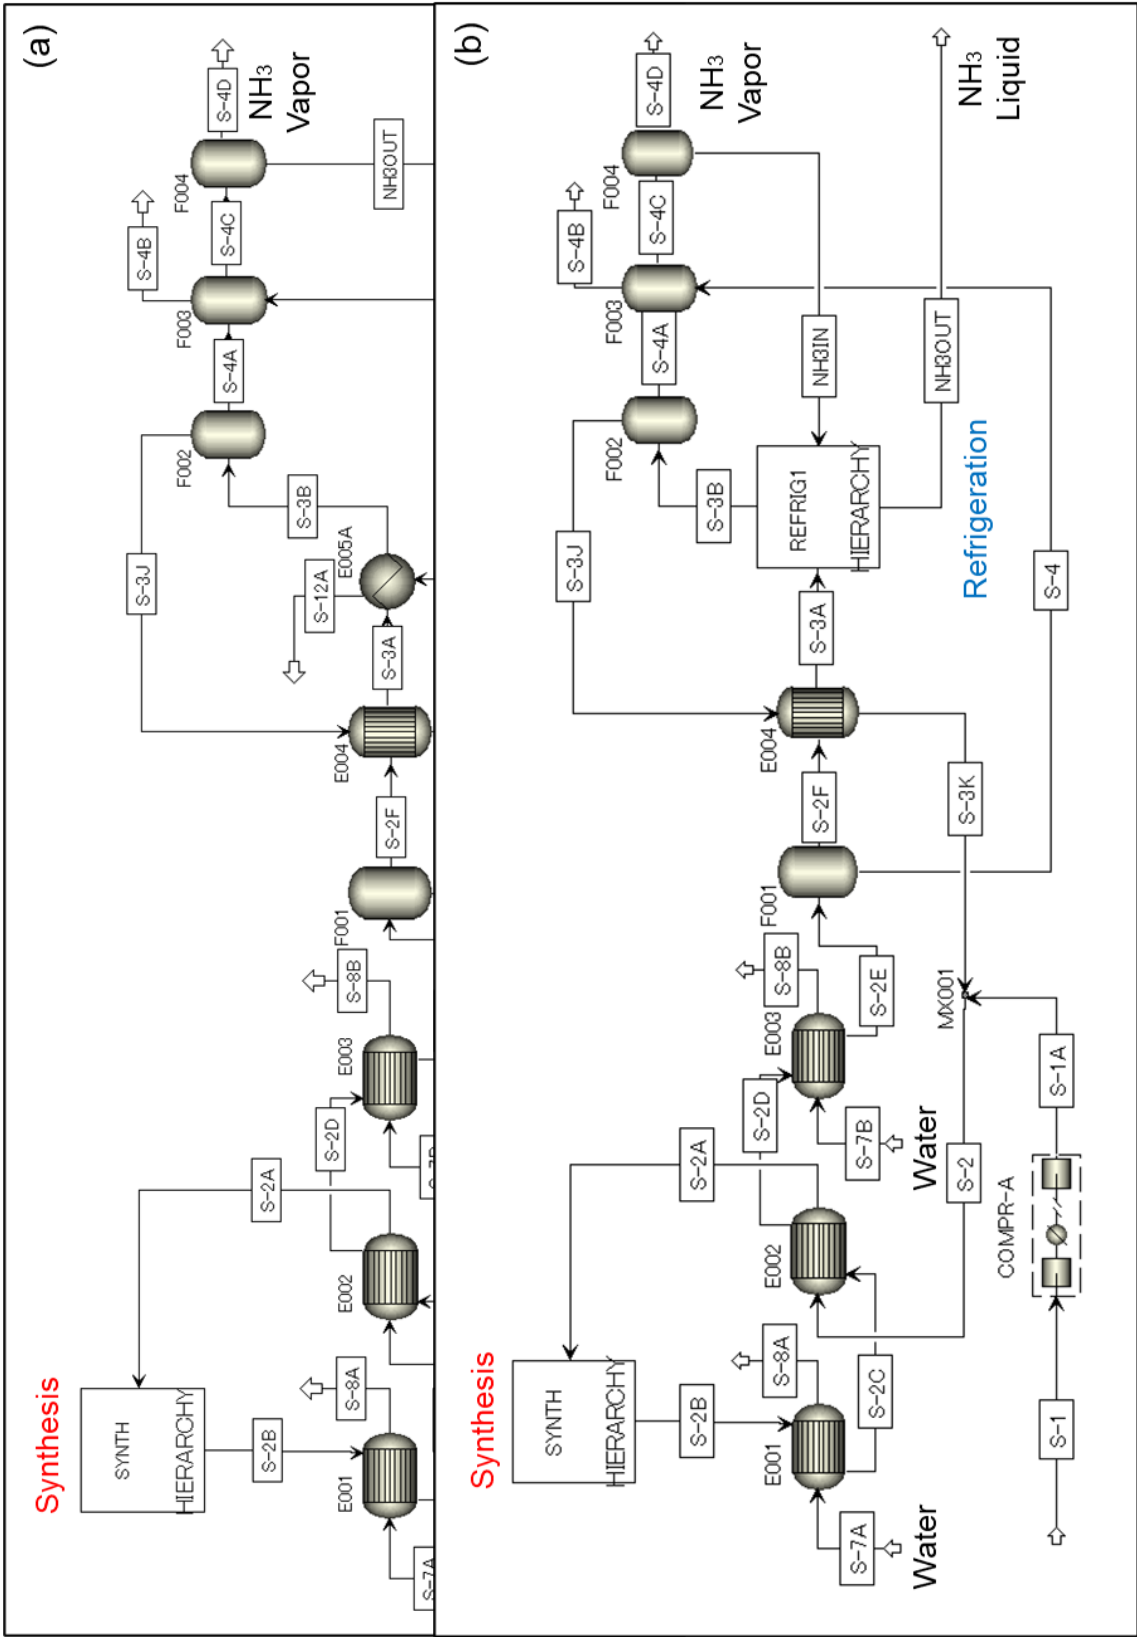 (a)
Synthesis
SYNTH
HIERARCHY
S-2B
S-2A
S-8A
E001
S-7A
E002
S-2D
E003
S-8B
F001
S-2F
E004
S-3A
S-12A
E005A
S-3B
S-3J
F002
S-4A
F003
S-4B
S-4C
F004
S-4D
NH3
Vapor
NH3OUT
(b)
Synthesis
SYNTH
HIERARCHY
S-2B
S-2A
S-8A
E001
S-7A
Water
S-2C
E002
S-2D
E003
S-8B
S-7B
Water
S-2E
F001
S-2F
E004
S-3A
S-3K
MX001
S-2
S-1A
COMPR-A
S-1
REFRIG1
HIERARCHY
Refrigeration
S-3B
S-3J
F002
S-4A
F003
S-4B
S-4C
F004
S-4D
NH3
Vapor
NH3IN
NH3OUT
NH3
Liquid
S-4